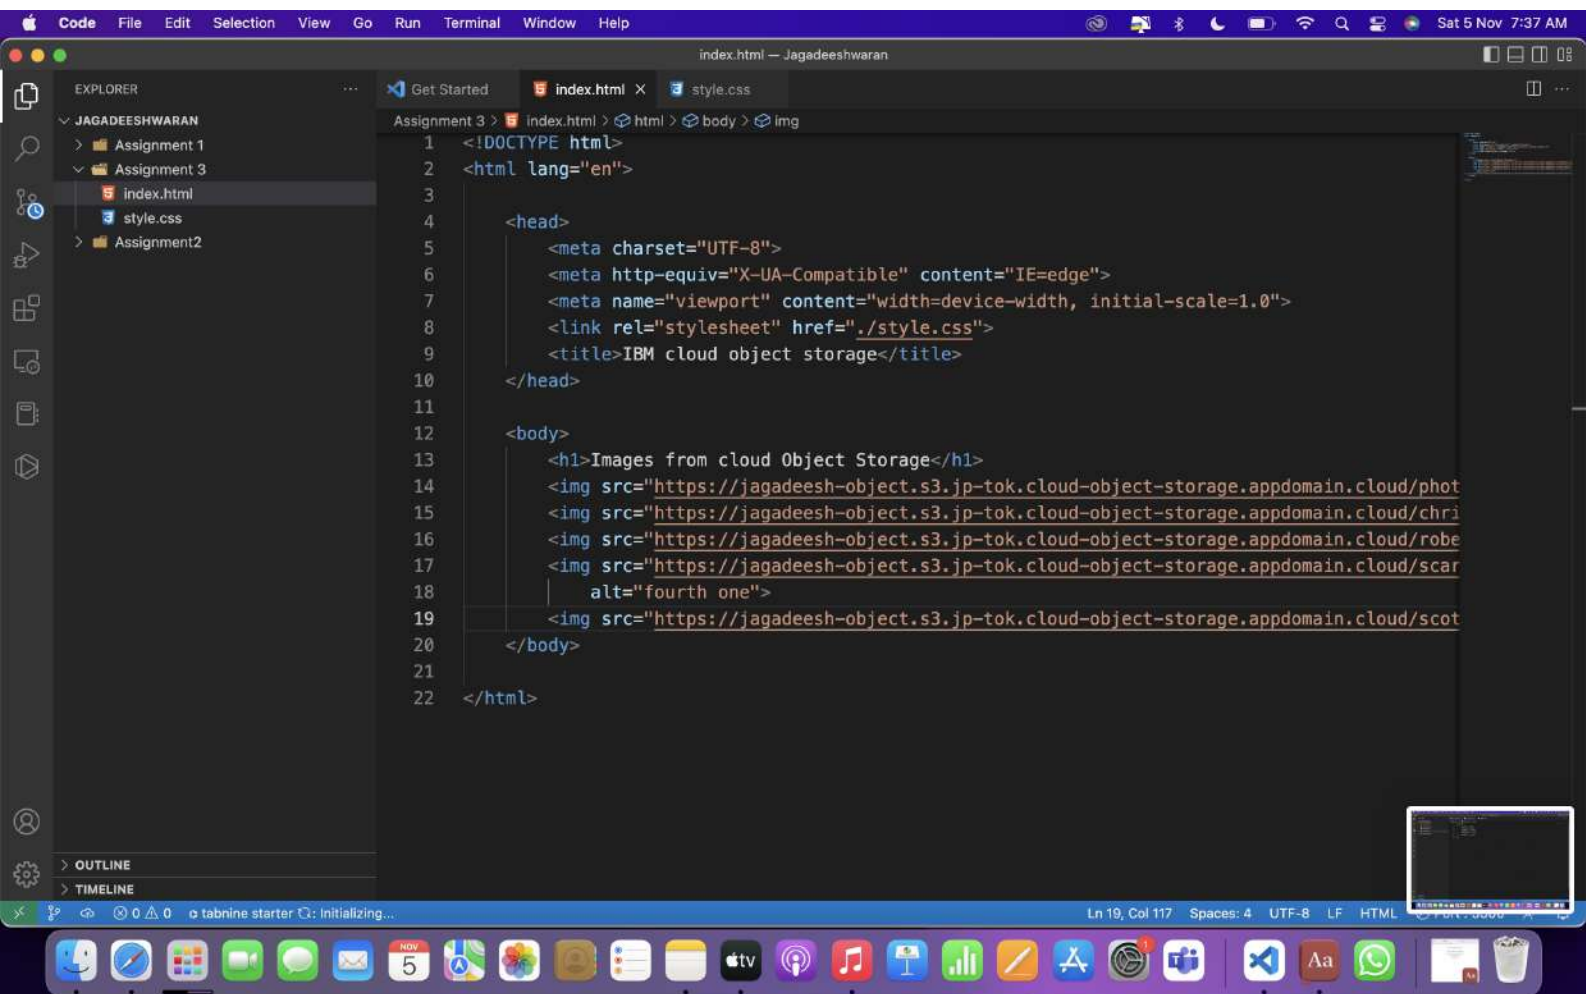 Code File Edit Selection View Go Run Terminal Window Help Sat 5 Nov 7:37 AM
index.html — Jagadeeshwaran
EXPLORER
JAGADEESHWARAN
Assignment 1
Assignment 3
index.html
style.css
Assignment2
OUTLINE
TIMELINE
Get Started index.html style.css
Assignment 3 > index.html > html > body > img
1 <!DOCTYPE html>
2 <html lang="en">
3
4 <head>
5 <meta charset="UTF-8">
6 <meta http-equiv="X-UA-Compatible" content="IE=edge">
7 <meta name="viewport" content="width=device-width, initial-scale=1.0">
8 <link rel="stylesheet" href="./style.css">
9 <title>IBM cloud object storage</title>
10 </head>
11
12 <body>
13 <h1>Images from cloud Object Storage</h1>
14 <img src="https://jagadeesh-object.s3.jp-tok.cloud-object-storage.appdomain.cloud/phot
15 <img src="https://jagadeesh-object.s3.jp-tok.cloud-object-storage.appdomain.cloud/chri
16 <img src="https://jagadeesh-object.s3.jp-tok.cloud-object-storage.appdomain.cloud/robe
17 <img src="https://jagadeesh-object.s3.jp-tok.cloud-object-storage.appdomain.cloud/scar
18 alt="fourth one">
19 <img src="https://jagadeesh-object.s3.jp-tok.cloud-object-storage.appdomain.cloud/scot
20 </body>
21
22 </html>
0 0 tabnine starter : Initializing... Ln 19, Col 117 Spaces: 4 UTF-8 LF HTML
NOV
5
tv
Aa